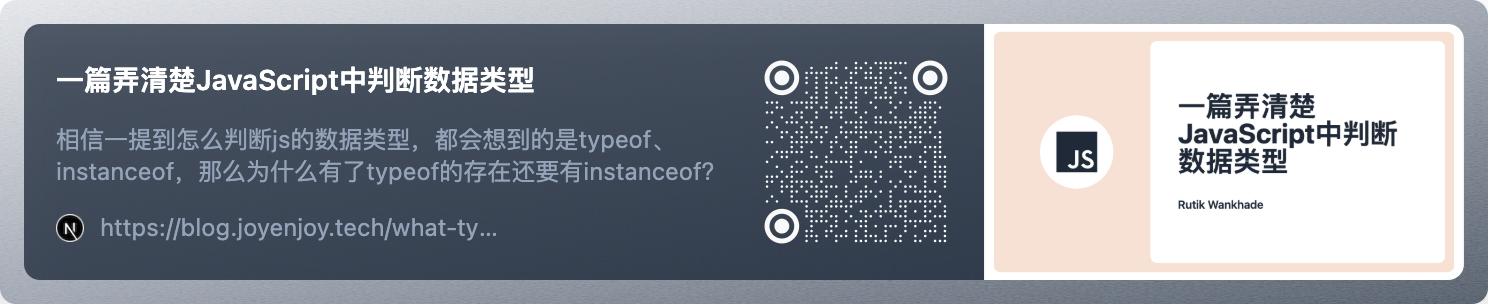 一篇弄清楚JavaScript中判断数据类型
相信一提到怎么判断js的数据类型，都会想到的是typeof、
instanceof，那么为什么有了typeof的存在还要有instanceof?
N
https://blog.joyenjoy.tech/what-ty...
JS
一篇弄清楚
JavaScript中判断
数据类型
Rutik Wankhade